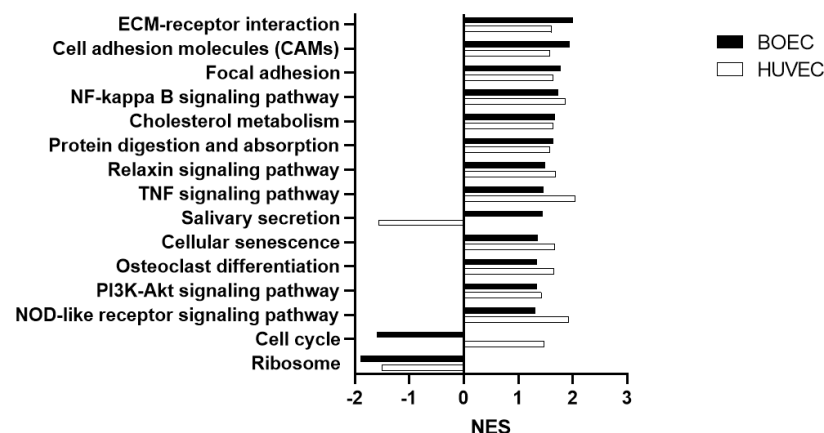 ECM-receptor interaction
Cell adhesion molecules (CAMs)
Focal adhesion
NF-kappa B signaling pathway
Cholesterol metabolism
Protein digestion and absorption
Relaxin signaling pathway
TNF signaling pathway
Salivary secretion
Cellular senescence
Osteoclast differentiation
PI3K-Akt signaling pathway
NOD-like receptor signaling pathway
Cell cycle
Ribosome
-2 -1 0 1 2 3
NES
BOEC
HUVEC